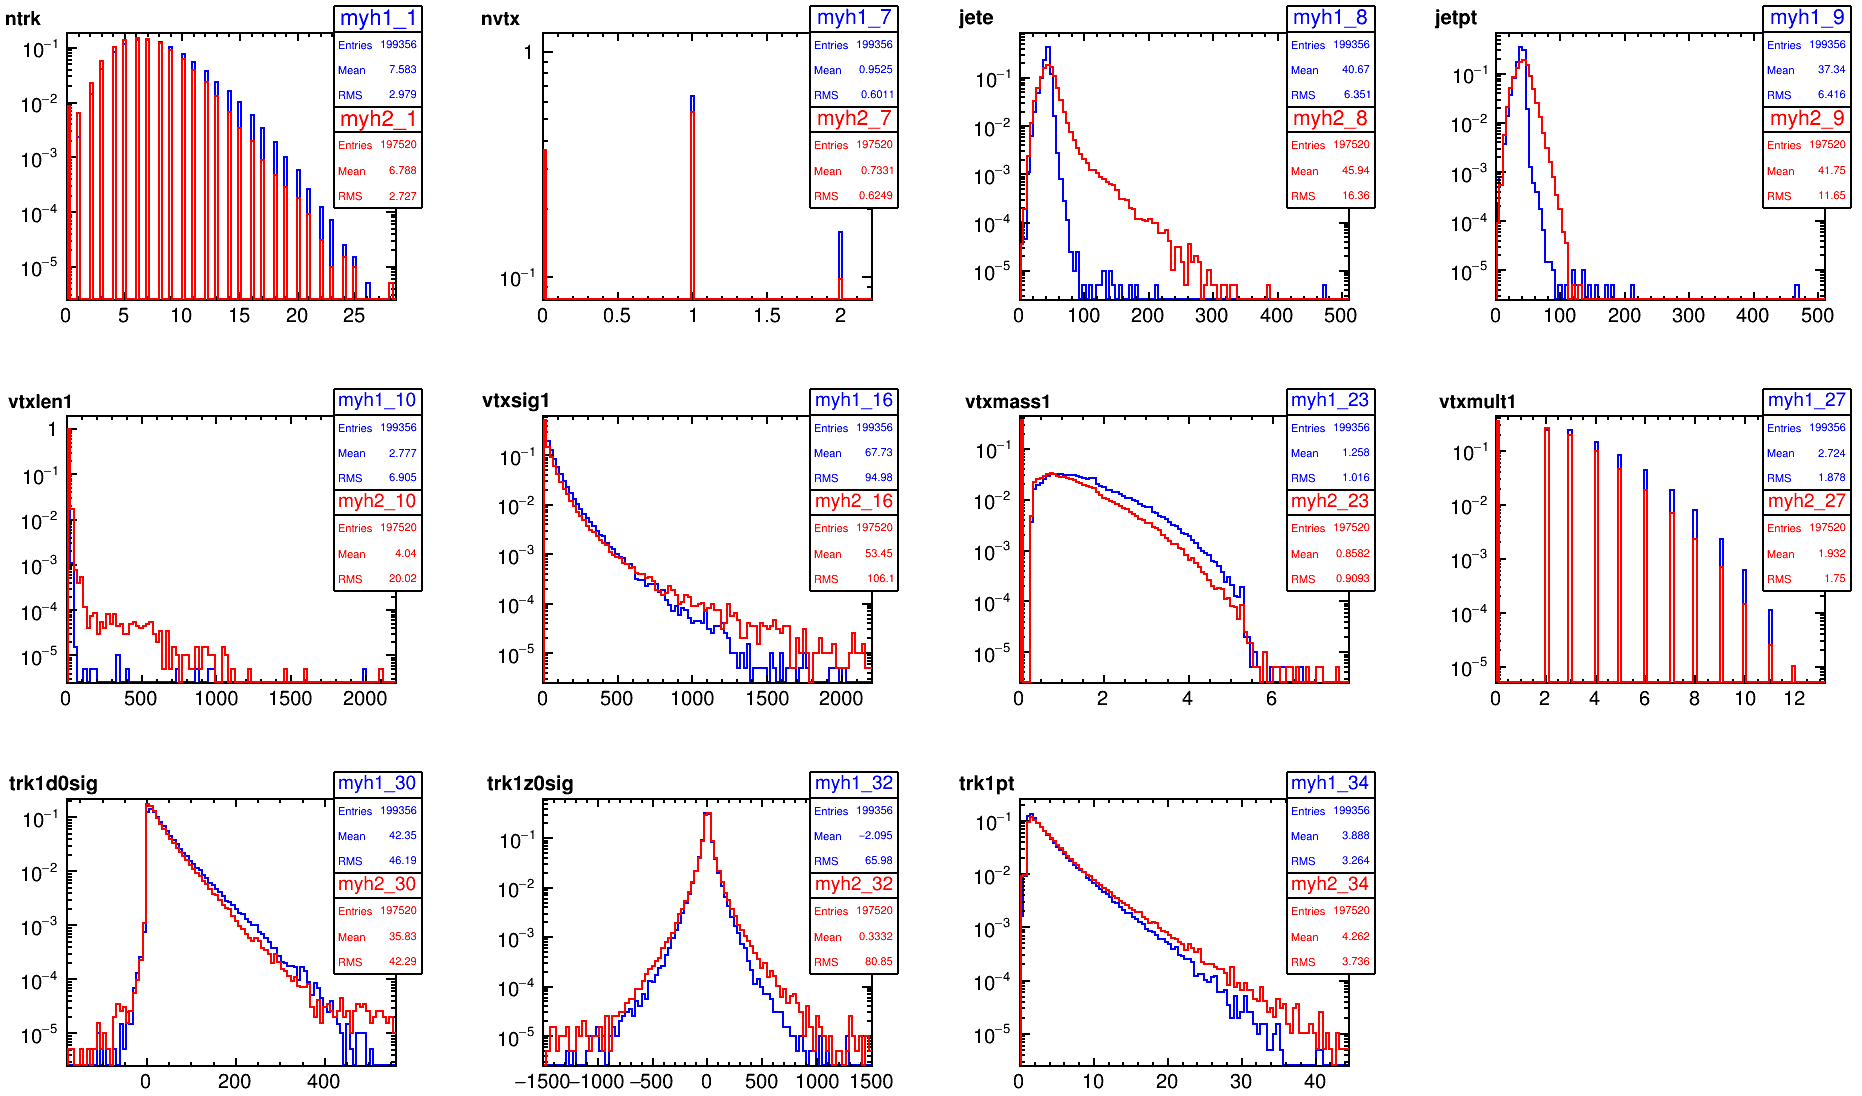 ntrk
myh1_1
Entries 199356
Mean 7.583
RMS 2.979
myh2_1
Entries 197520
Mean 6.788
RMS 2.727
10−1
10−2
10−3
10−4
10−5
0 5 10 15 20 25
nvtx
myh1_7
Entries 199356
Mean 0.9525
RMS 0.6011
myh2_7
Entries 197520
Mean 0.7331
RMS 0.6249
1
10−1
0 0.5 1 1.5 2
jete
myh1_8
Entries 199356
Mean 40.67
RMS 6.351
myh2_8
Entries 197520
Mean 45.94
RMS 16.36
10−1
10−2
10−3
10−4
10−5
0 100 200 300 400 500
jetpt
myh1_9
Entries 199356
Mean 37.34
RMS 6.416
myh2_9
Entries 197520
Mean 41.75
RMS 11.65
10−1
10−2
10−3
10−4
10−5
0 100 200 300 400 500
vtxlen1
myh1_10
Entries 199356
Mean 2.777
RMS 6.905
myh2_10
Entries 197520
Mean 4.04
RMS 20.02
1
10−1
10−2
10−3
10−4
10−5
0 500 1000 1500 2000
vtxsig1
myh1_16
Entries 199356
Mean 67.73
RMS 94.98
myh2_16
Entries 197520
Mean 53.45
RMS 106.1
10−1
10−2
10−3
10−4
10−5
0 500 1000 1500 2000
vtxmass1
myh1_23
Entries 199356
Mean 1.258
RMS 1.016
myh2_23
Entries 197520
Mean 0.8582
RMS 0.9093
10−1
10−2
10−3
10−4
10−5
0 2 4 6
vtxmult1
myh1_27
Entries 199356
Mean 2.724
RMS 1.878
myh2_27
Entries 197520
Mean 1.932
RMS 1.75
10−1
10−2
10−3
10−4
10−5
0 2 4 6 8 10 12
trk1d0sig
myh1_30
Entries 199356
Mean 42.35
RMS 46.19
myh2_30
Entries 197520
Mean 35.83
RMS 42.29
10−1
10−2
10−3
10−4
10−5
0 200 400
trk1z0sig
myh1_32
Entries 199356
Mean −2.095
RMS 65.98
myh2_32
Entries 197520
Mean 0.3332
RMS 80.85
10−1
10−2
10−3
10−4
10−5
−1500 −1000 −500 0 500 1000 1500
trk1pt
myh1_34
Entries 199356
Mean 3.888
RMS 3.264
myh2_34
Entries 197520
Mean 4.262
RMS 3.736
10−1
10−2
10−3
10−4
10−5
0 10 20 30 40